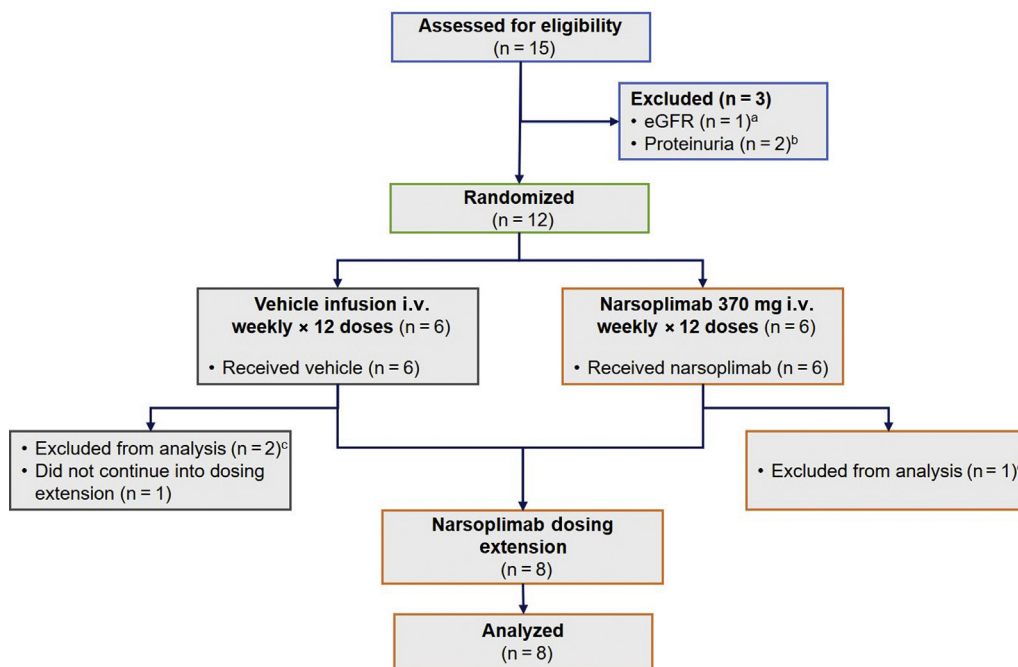 Assessed for eligibility
(n = 15)
Excluded (n = 3)
• eGFR (n = 1)ᵃ
• Proteinuria (n = 2)ᵇ
Randomized
(n = 12)
Vehicle infusion i.v.
weekly × 12 doses (n = 6)
• Received vehicle (n = 6)
Narsoplimab 370 mg i.v.
weekly × 12 doses (n = 6)
• Received narsoplimab (n = 6)
• Excluded from analysis (n = 2)ᶜ
• Did not continue into dosing
extension (n = 1)
• Excluded from analysis (n = 1)
Narsoplimab dosing
extension
(n = 8)
Analyzed
(n = 8)